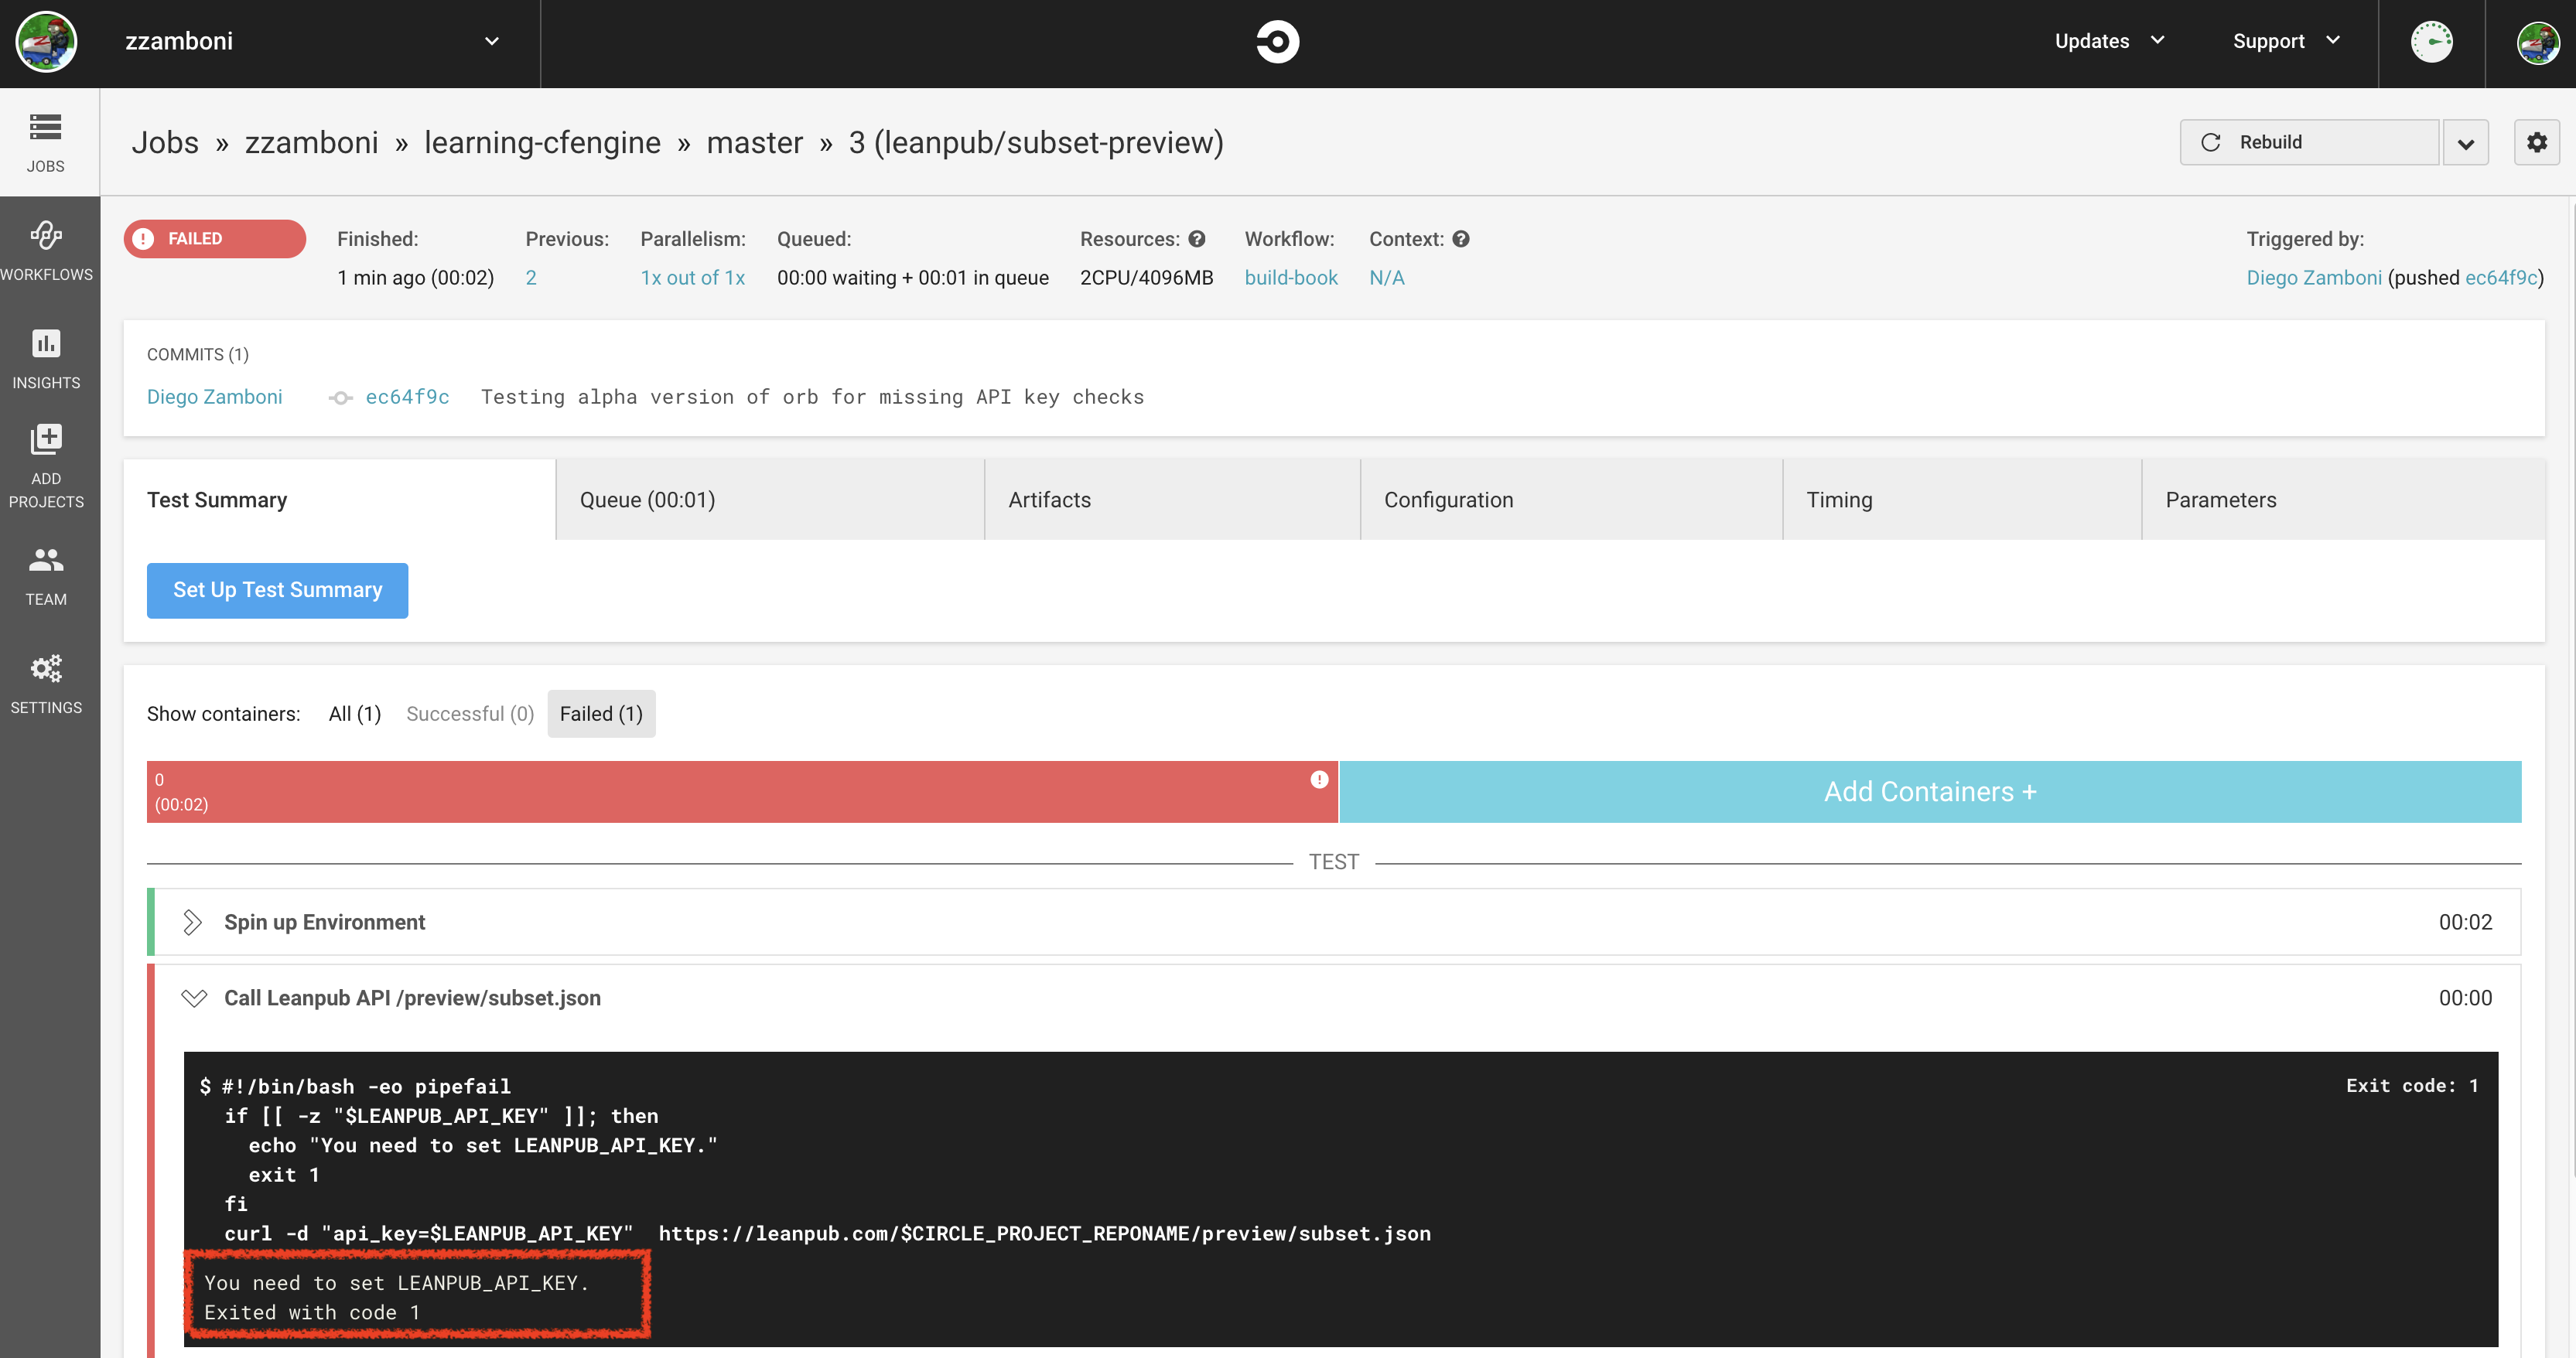 zzamboni
Updates
Support
JOBS
WORKFLOWS
INSIGHTS
ADD
PROJECTS
TEAM
SETTINGS
Jobs » zzamboni » learning-cfengine » master » 3 (leanpub/subset-preview)
Rebuild
FAILED
Finished:
1 min ago (00:02)
Previous:
2
Parallelism:
1x out of 1x
Queued:
00:00 waiting + 00:01 in queue
Resources:
2CPU/4096MB
Workflow:
build-book
Context:
N/A
Triggered by:
Diego Zamboni (pushed ec64f9c)
COMMITS (1)
Diego Zamboni ec64f9c Testing alpha version of orb for missing API key checks
Test Summary
Queue (00:01)
Artifacts
Configuration
Timing
Parameters
Set Up Test Summary
Show containers: All (1) Successful (0) Failed (1)
0
(00:02)
Add Containers +
TEST
Spin up Environment 00:02
Call Leanpub API /preview/subset.json 00:00
Exit code: 1
$ #!/bin/bash -eo pipefail
if [[ -z "$LEANPUB_API_KEY" ]]; then
echo "You need to set LEANPUB_API_KEY."
exit 1
fi
curl -d "api_key=$LEANPUB_API_KEY"  https://leanpub.com/$CIRCLE_PROJECT_REPONAME/preview/subset.json
You need to set LEANPUB_API_KEY.
Exited with code 1